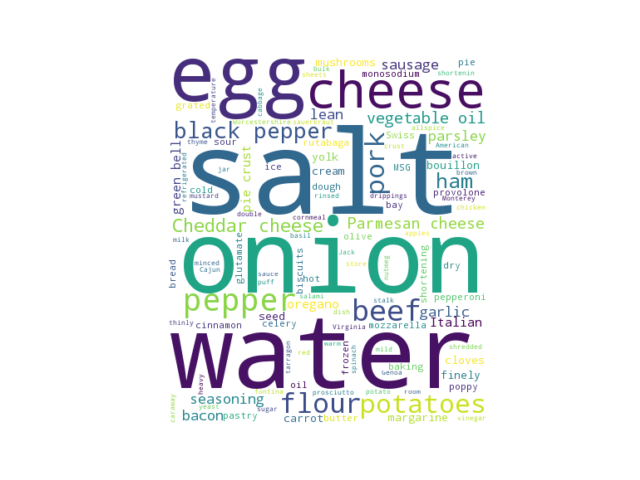 egg
mushrooms
sausage
pie
bulk
sheets
monosodium
shortenin
temperature
cheese
cabbage
grated
lean
vegetable oil
Worcestershire
sauerkraut
black pepper
allspice
salt
pork
Swiss
parsley
thyme
sour
rutabaga
crust
American
green bell
refrigerated
pie crust
yolk
active
jar
ice
cream
MSG
bouillon
brown
cold
dough
ham
mustard
rinsed
drippings
provolone
Monterey
bay
double
cornmeal
chicken
Cheddar cheese
Parmesan cheese
milk
onion
basil
olive
apples
glutamate
biscuits
Jack
bread
minced
Cajun
sauce
puff
hot
store
nutmeg
shortening
dry
salami
pepper
oregano
beef
pepperoni
stalk
seed
dish
garlic
thinly
cinnamon
celery
Virginia
mozzarella
Italian
water
tarragon
red
warm
frozen
spinach
mild
shredded
baking
cloves
Genoa
finely
heavy
oil
fontina
prosciutto
potato
room
poppy
caraway
seasoning
yeast
sugar
flour
potatoes
bacon
pastry
carrot
butter
margarine
vinegar